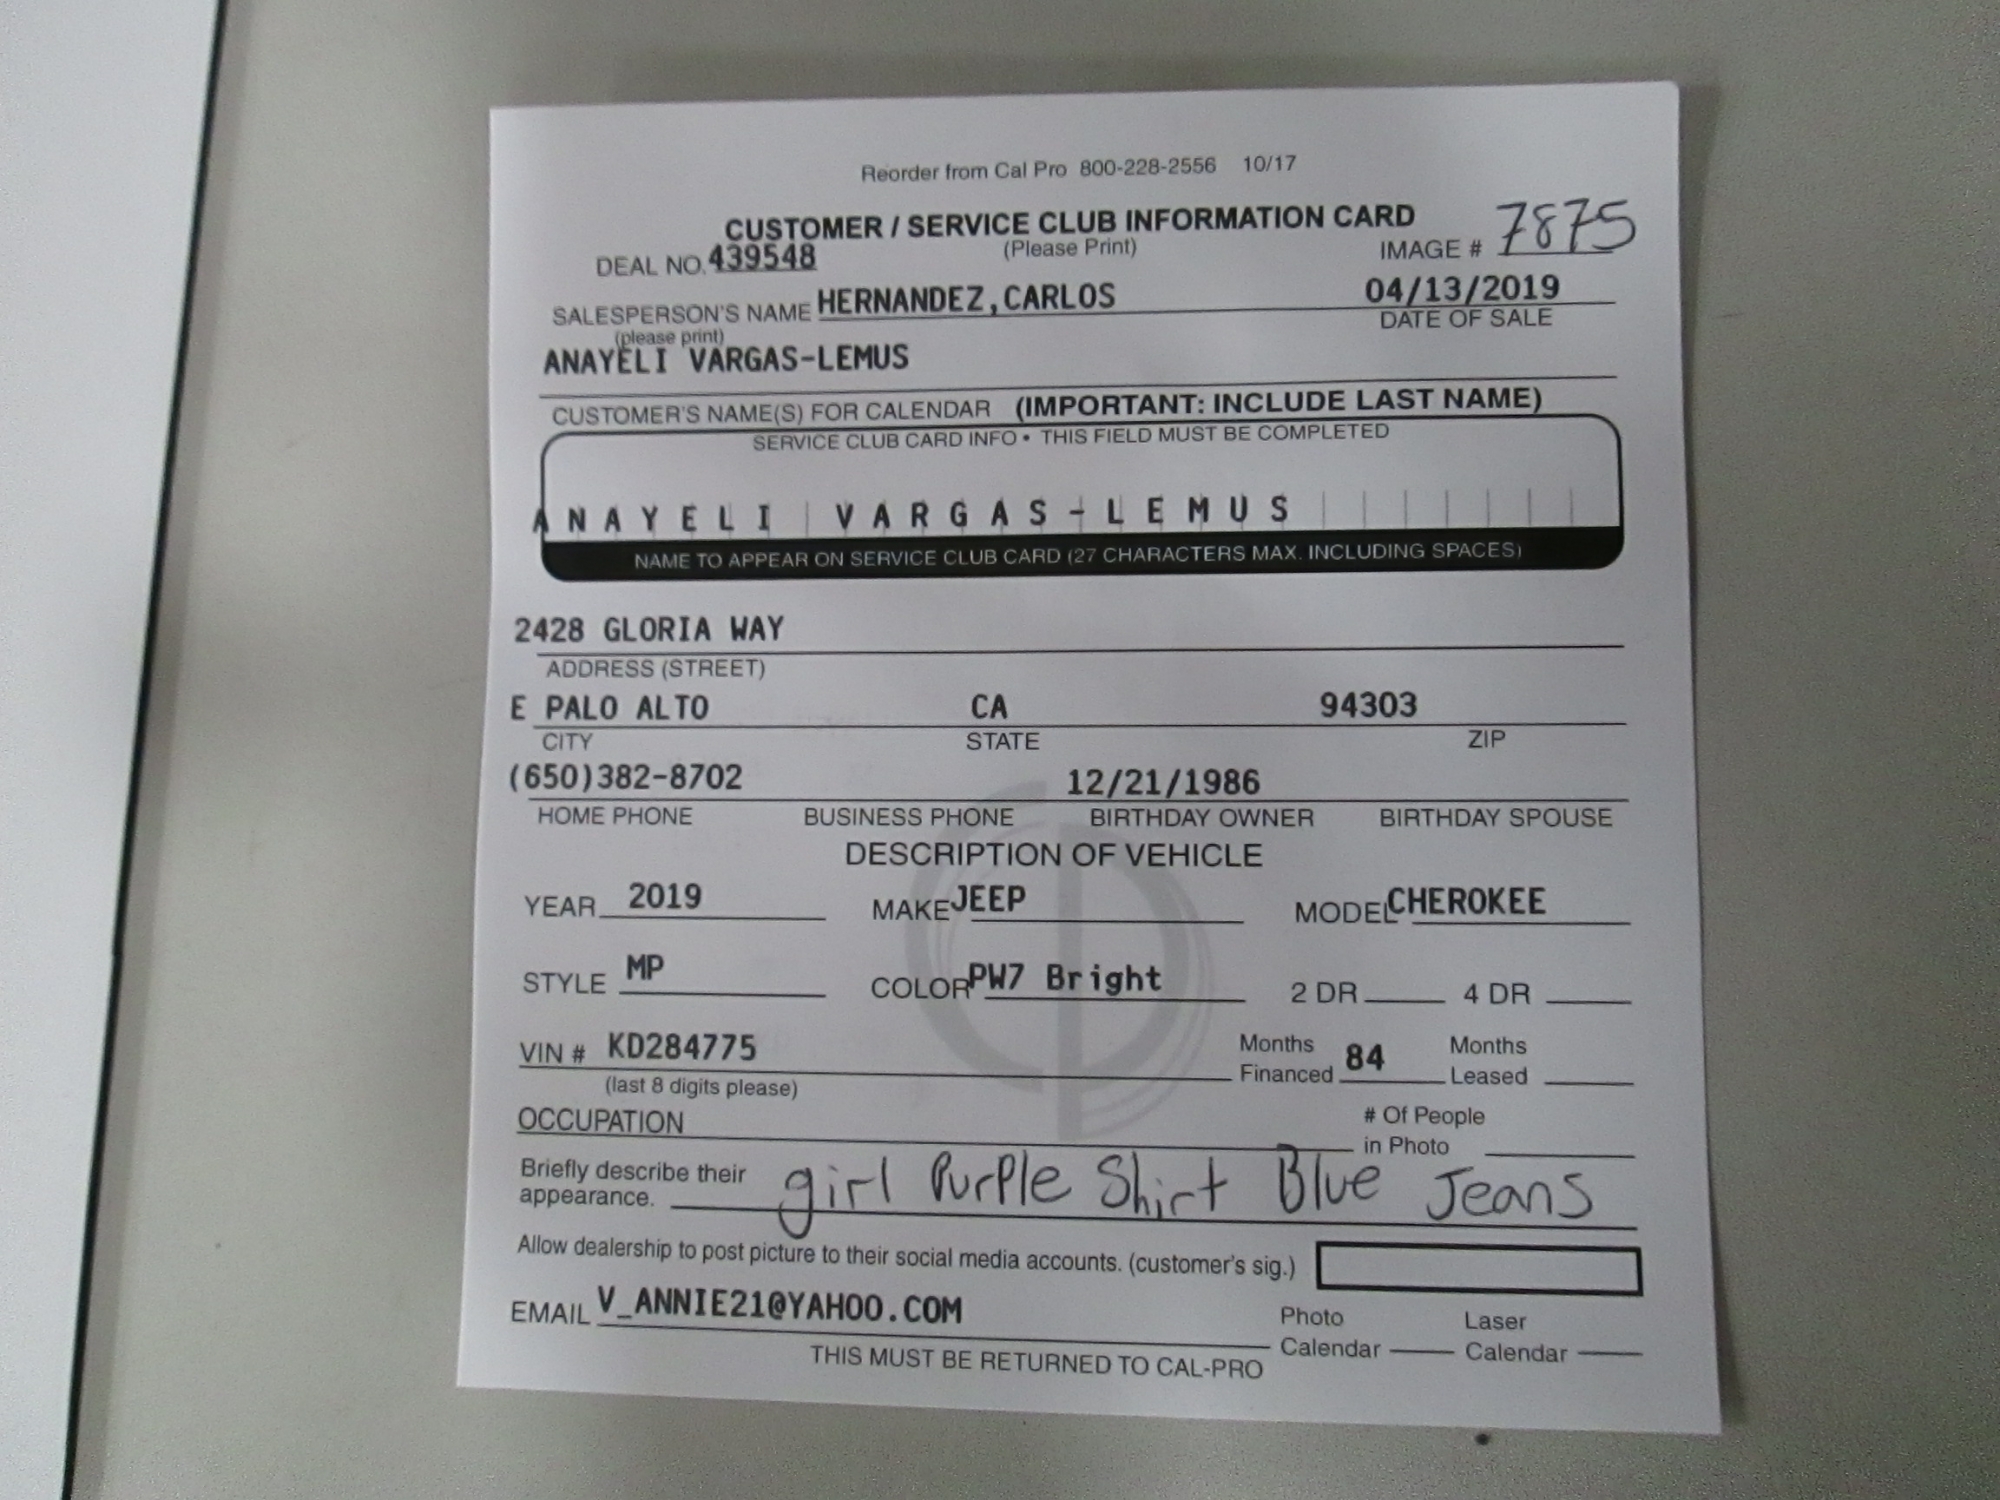 Reorder from Cal Pro 800-228-2556 10/17
CUSTOMER / SERVICE CLUB INFORMATION CARD
DEAL NO. 439548 (Please Print) IMAGE # 7875
SALESPERSON'S NAME HERNANDEZ,CARLOS 04/13/2019
(please print) DATE OF SALE
ANAYELI VARGAS-LEMUS
CUSTOMER'S NAME(S) FOR CALENDAR (IMPORTANT: INCLUDE LAST NAME)
SERVICE CLUB CARD INFO • THIS FIELD MUST BE COMPLETED
ANAYELI VARGAS-LEMUS
NAME TO APPEAR ON SERVICE CLUB CARD (27 CHARACTERS MAX. INCLUDING SPACES)
2428 GLORIA WAY
ADDRESS (STREET)
E PALO ALTO CA 94303
CITY STATE ZIP
(650)382-8702 12/21/1986
HOME PHONE BUSINESS PHONE BIRTHDAY OWNER BIRTHDAY SPOUSE
DESCRIPTION OF VEHICLE
YEAR 2019 MAKE JEEP MODEL CHEROKEE
STYLE MP COLOR PW7 Bright 2 DR 4 DR
VIN # KD284775 Months Financed 84 Months Leased
(last 8 digits please)
OCCUPATION # Of People in Photo
Briefly describe their appearance. girl Purple Shirt Blue Jeans
Allow dealership to post picture to their social media accounts. (customer's sig.)
EMAIL V_ANNIE21@YAHOO.COM Photo Calendar Laser Calendar
THIS MUST BE RETURNED TO CAL-PRO